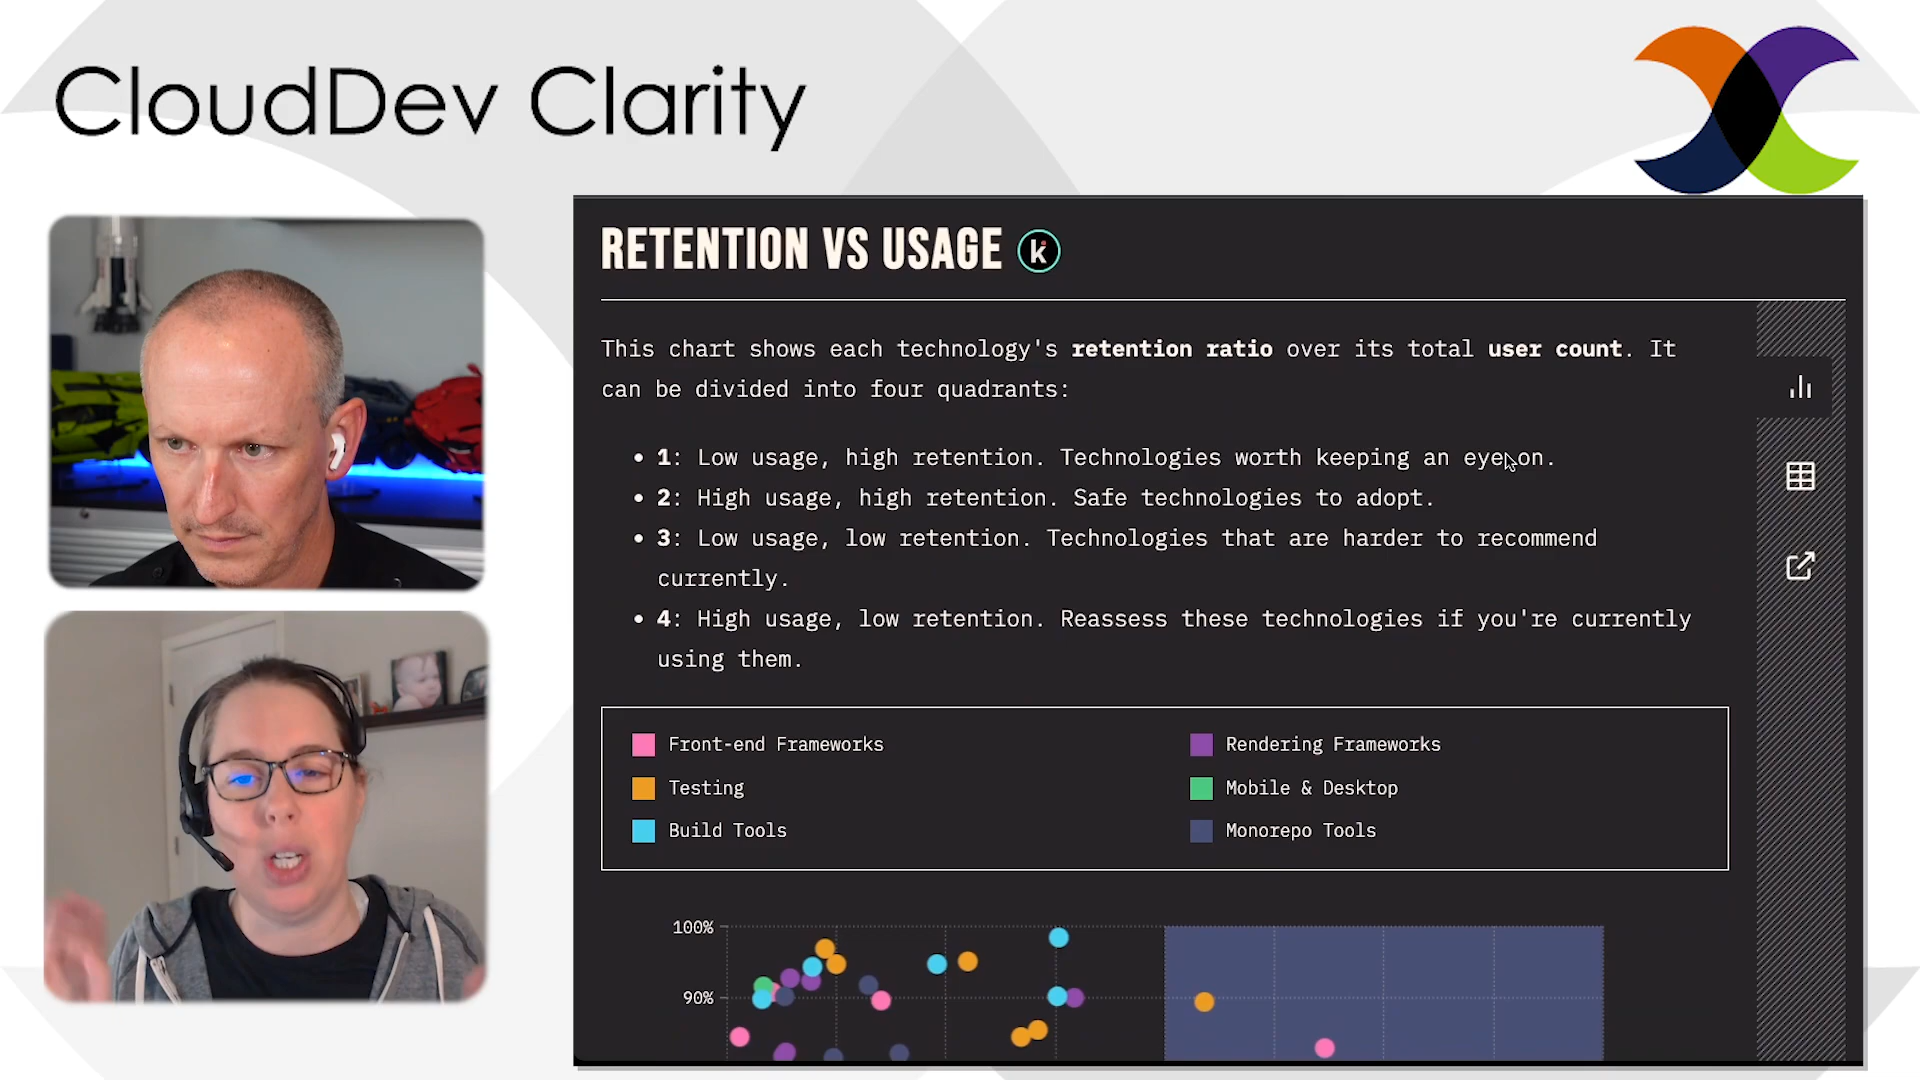 CloudDev Clarity
RETENTION VS USAGE k
This chart shows each technology's retention ratio over its total user count. It
can be divided into four quadrants:
• 1: Low usage, high retention. Technologies worth keeping an eye on.
• 2: High usage, high retention. Safe technologies to adopt.
• 3: Low usage, low retention. Technologies that are harder to recommend
currently.
• 4: High usage, low retention. Reassess these technologies if you're currently
using them.
Front-end Frameworks
Rendering Frameworks
Testing
Mobile & Desktop
Build Tools
Monorepo Tools
100%
90%